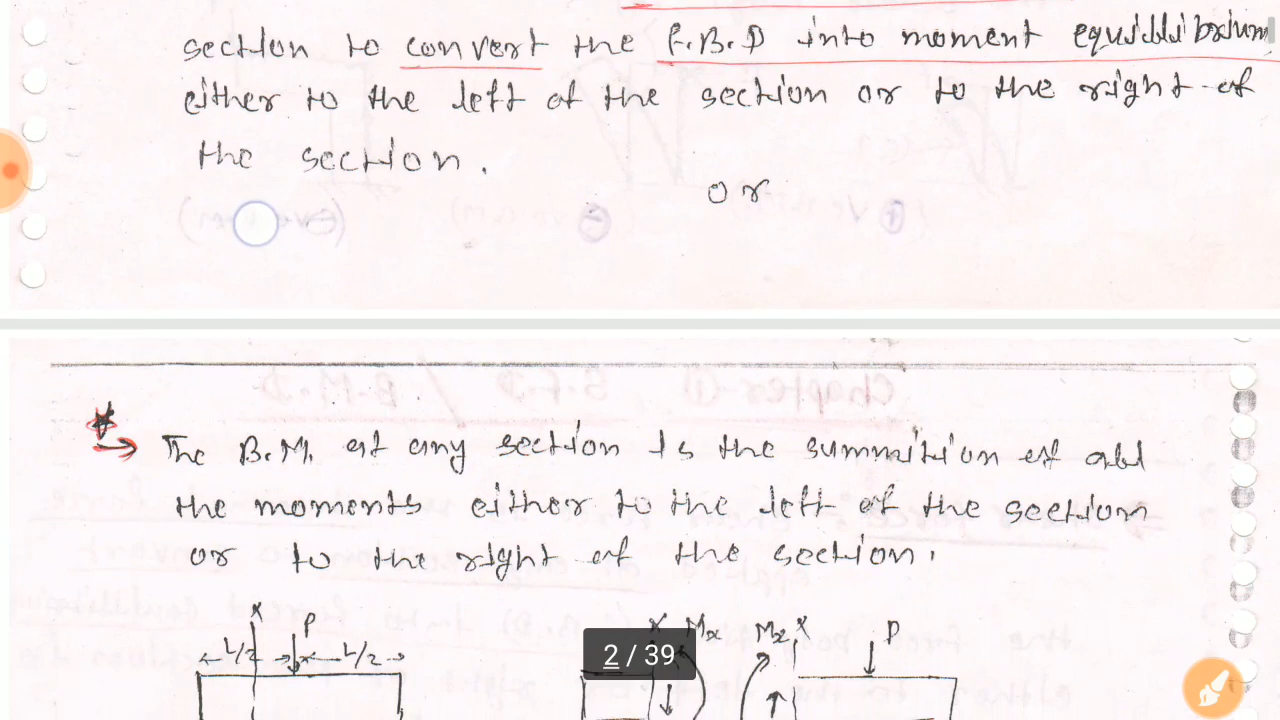 section to convert the F.B.D into moment equillibrium
either to the left of the section or to the right of
the section.
or
The B.M. at any section is the summition of all
the moments either to the left of the section
or to the right of the section.
X P X Mx Mx X P
L/2 L/2
2 / 39